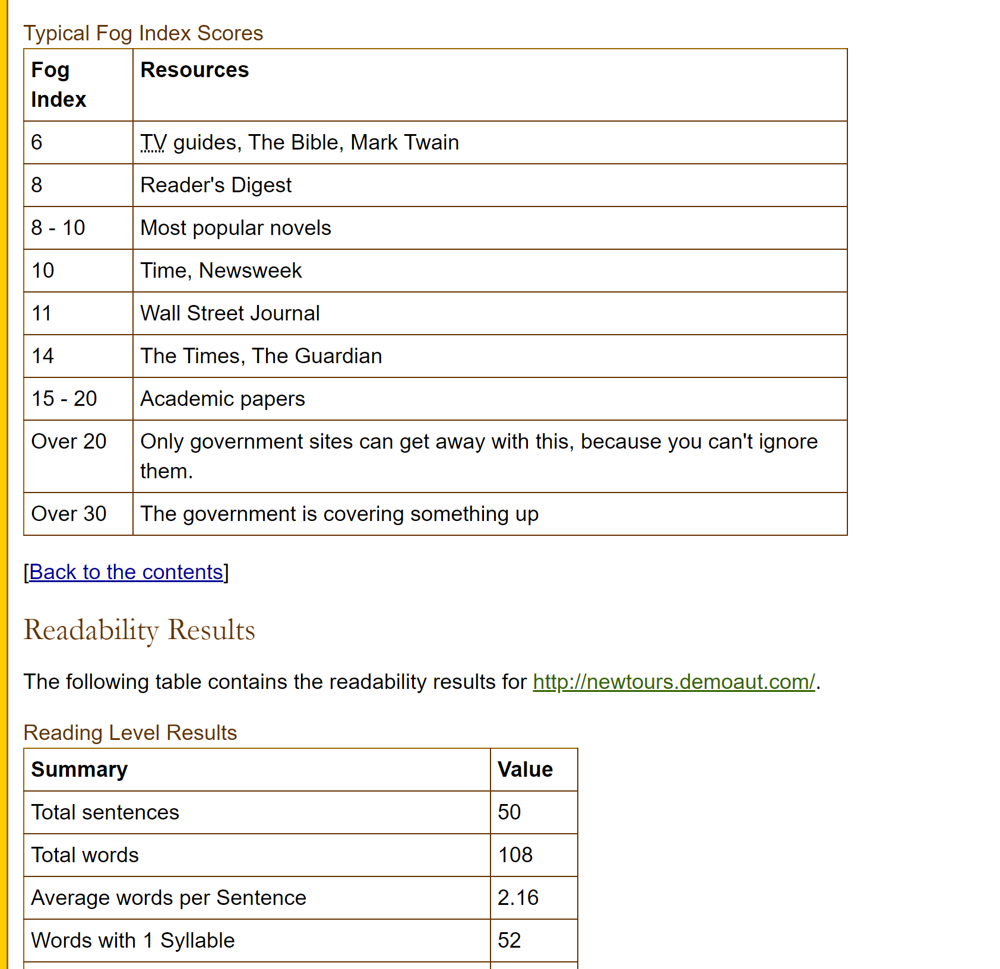 Typical Fog Index Scores
Fog
Index
Resources
6
TV guides, The Bible, Mark Twain
8
Reader's Digest
8 - 10
Most popular novels
10
Time, Newsweek
11
Wall Street Journal
14
The Times, The Guardian
15 - 20
Academic papers
Over 20
Only government sites can get away with this, because you can't ignore
them.
Over 30
The government is covering something up
[Back to the contents]
Readability Results
The following table contains the readability results for http://newtours.demoaut.com/.
Reading Level Results
Summary
Value
Total sentences
50
Total words
108
Average words per Sentence
2.16
Words with 1 Syllable
52